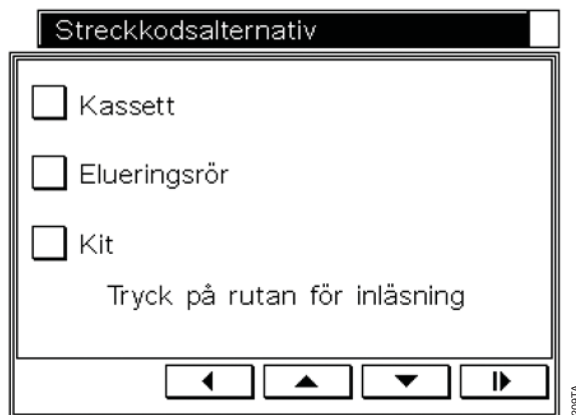 Streckkodsalternativ
Kassett
Elueringsrör
Kit
Tryck på rutan för inläsning